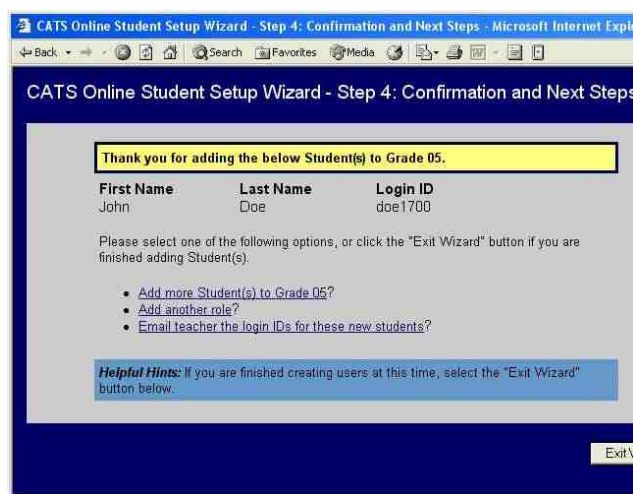 CATS Online Student Setup Wizard - Step 4: Confirmation and Next Steps - Microsoft Internet Expl
Back Search Favorites Media
CATS Online Student Setup Wizard - Step 4: Confirmation and Next Steps
Thank you for adding the below Student(s) to Grade 05.
First Name Last Name Login ID
John Doe doe1700
Please select one of the following options, or click the "Exit Wizard" button if you are
finished adding Student(s).
• Add more Student(s) to Grade 05?
• Add another role?
• Email teacher the login IDs for these new students?
Helpful Hints: If you are finished creating users at this time, select the "Exit Wizard"
button below.
Exit W